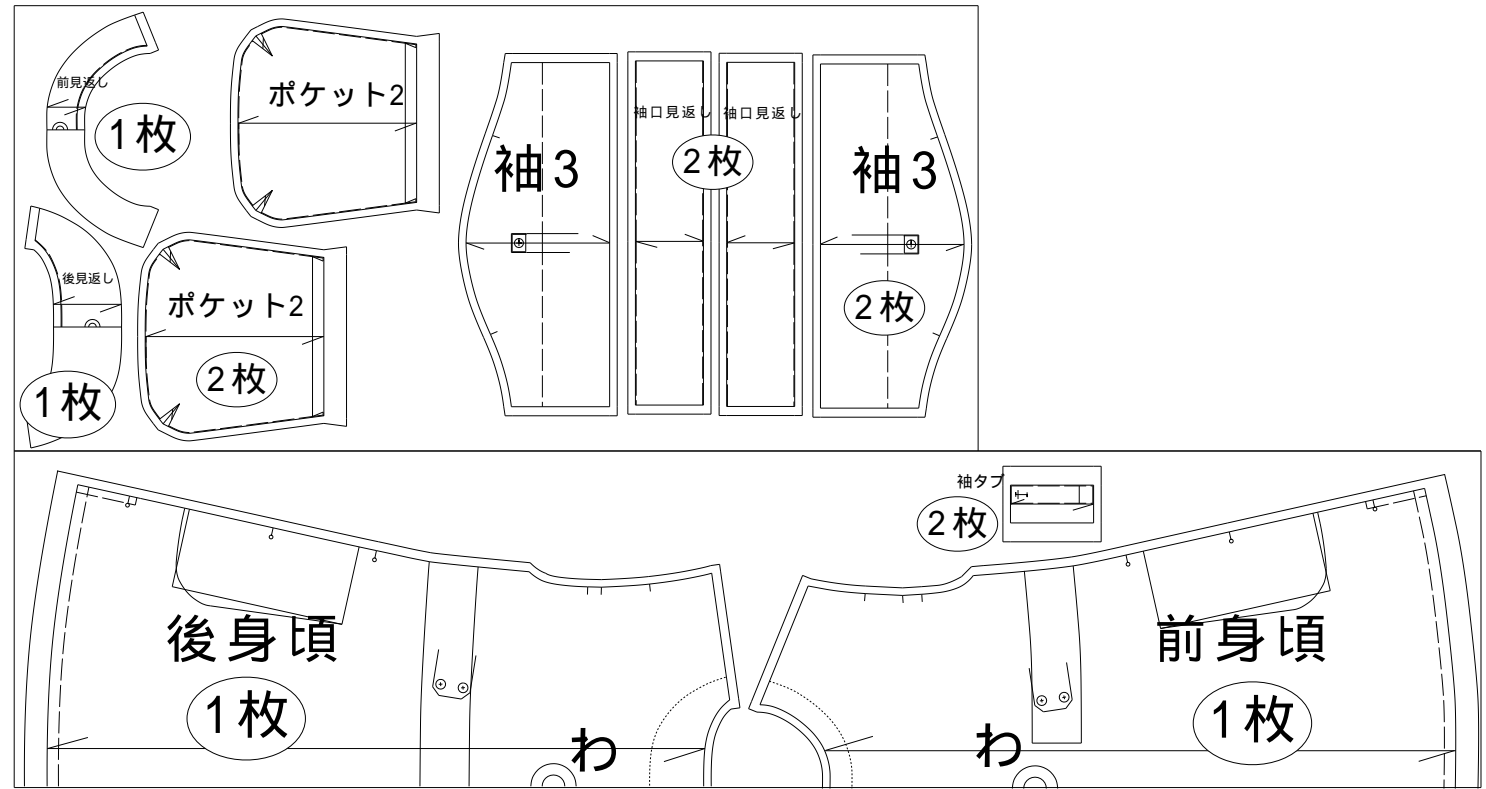 前見返し
1枚
ポケット2
袖3
袖口見返し
袖口見返し
2枚
袖3
後見返し
1枚
ポケット2
2枚
2枚
袖タブ
2枚
後身頃
1枚
わ
わ
前身頃
1枚